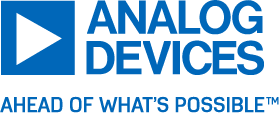 ANALOG
DEVICES
AHEAD OF WHAT'S POSSIBLE™